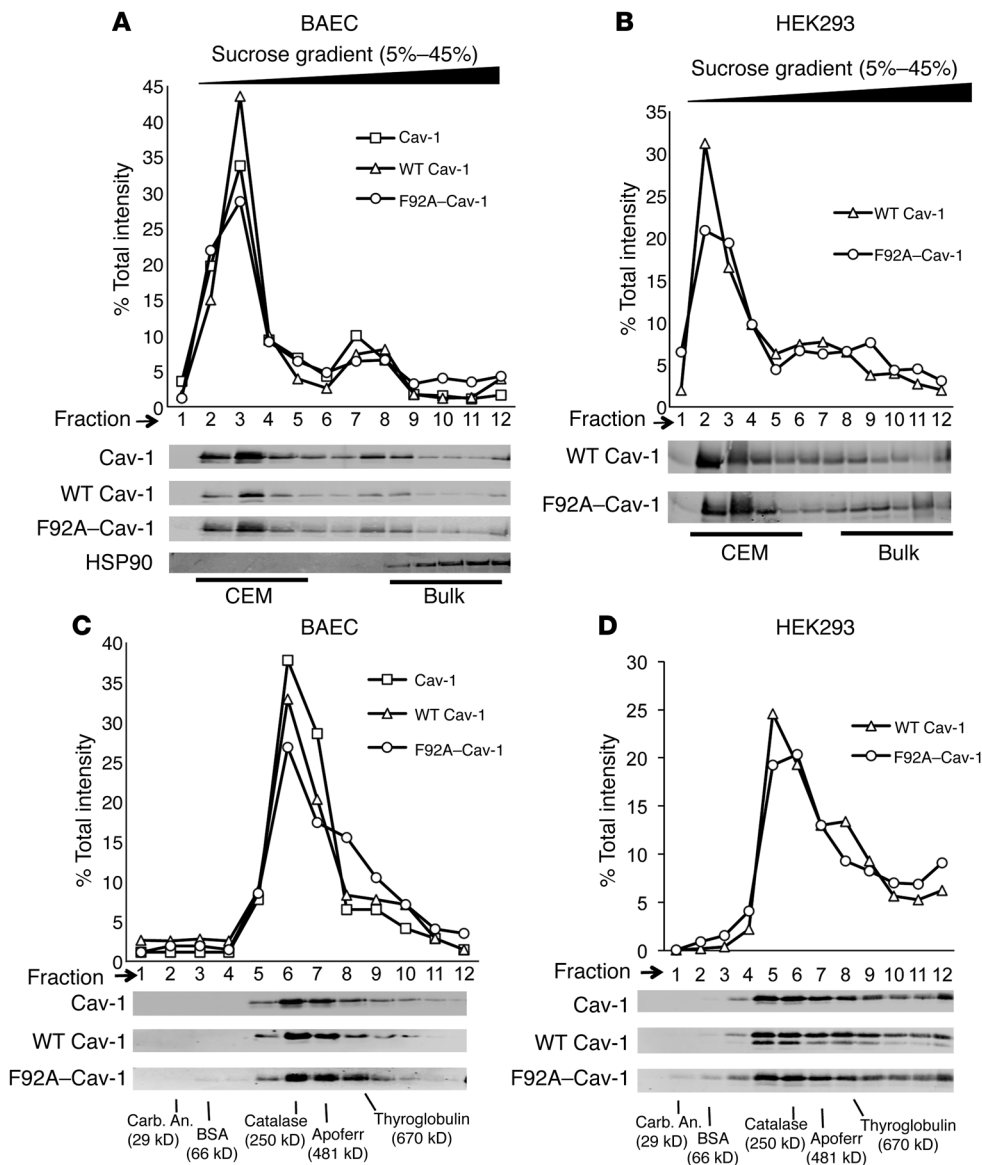 A
BAEC
Sucrose gradient (5%–45%)
45
40
35
30
25
20
15
10
5
0
% Total intensity
Cav-1
WT Cav-1
F92A–Cav-1
Fraction
1 2 3 4 5 6 7 8 9 10 11 12
Cav-1
WT Cav-1
F92A–Cav-1
HSP90
CEM
Bulk
B
HEK293
Sucrose gradient (5%–45%)
35
30
25
20
15
10
5
0
% Total intensity
WT Cav-1
F92A–Cav-1
Fraction
1 2 3 4 5 6 7 8 9 10 11 12
WT Cav-1
F92A–Cav-1
CEM
Bulk
C
BAEC
40
35
30
25
20
15
10
5
0
% Total intensity
Cav-1
WT Cav-1
F92A–Cav-1
Fraction
1 2 3 4 5 6 7 8 9 10 11 12
Cav-1
WT Cav-1
F92A–Cav-1
Carb. An.
(29 kD)
BSA
(66 kD)
Catalase
(250 kD)
Apoferr
(481 kD)
Thyroglobulin
(670 kD)
D
HEK293
30
25
20
15
10
5
0
% Total intensity
WT Cav-1
F92A–Cav-1
Fraction
1 2 3 4 5 6 7 8 9 10 11 12
Cav-1
WT Cav-1
F92A–Cav-1
Carb. An.
(29 kD)
BSA
(66 kD)
Catalase
(250 kD)
Apoferr
(481 kD)
Thyroglobulin
(670 kD)